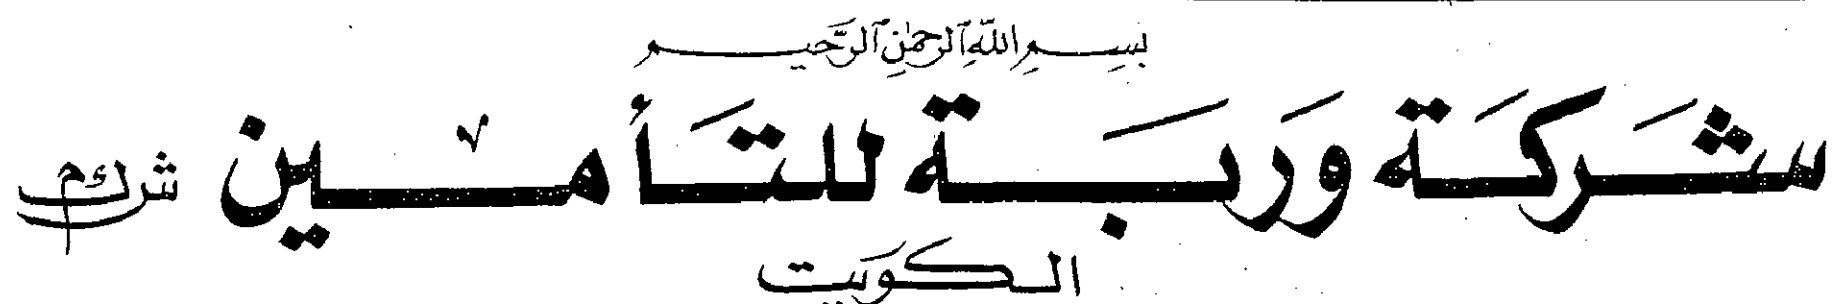 بسم الله الرحمن الرحيم
شركة وربة للتأمين ش.م.ك
الكويت